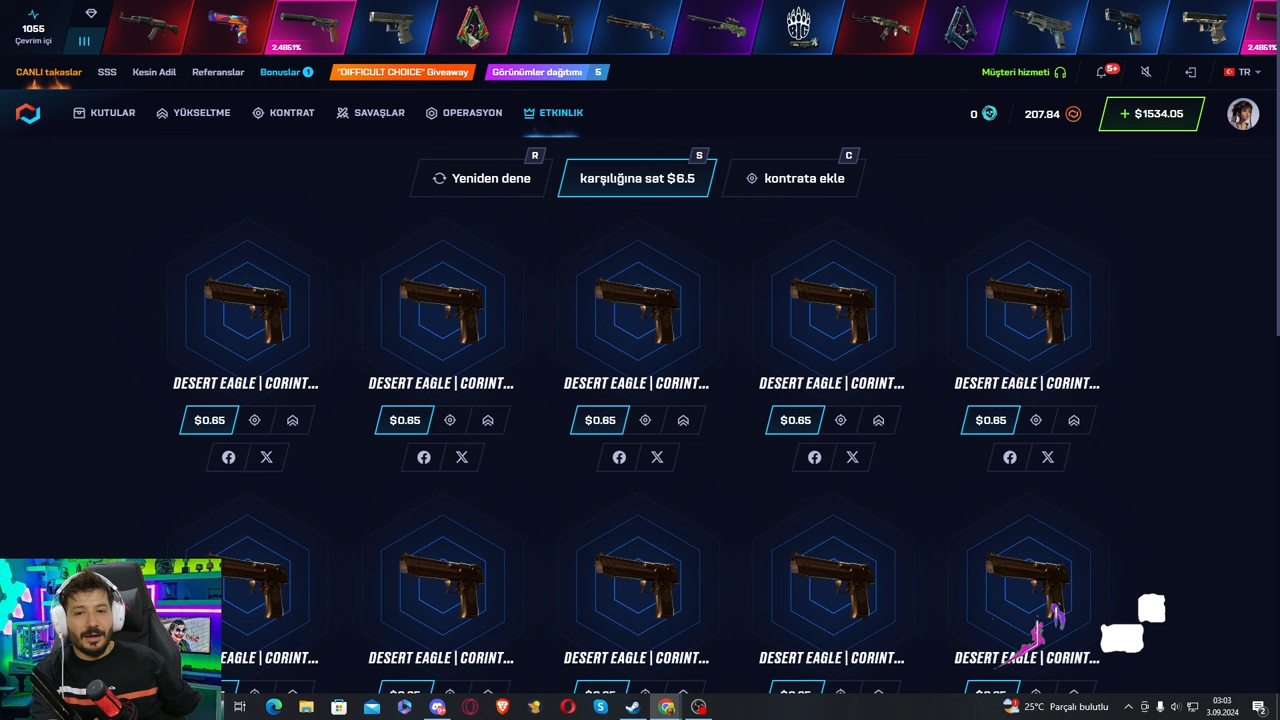 1055
Çevrim içi
2.4851%
2.4851%
CANLI takaslar
SSS
Kesin Adil
Referanslar
Bonuslar 1
"DIFFICULT CHOICE" Giveaway
Görünümler dağıtımı 5
Müşteri hizmeti
5+
TR
KUTULAR
YÜKSELTME
KONTRAT
SAVAŞLAR
OPERASYON
ETKINLIK
0
207.84
+ $1534.05
R
S
C
Yeniden dene
karşılığına sat $6.5
kontrata ekle
DESERT EAGLE | CORINT...
DESERT EAGLE | CORINT...
DESERT EAGLE | CORINT...
DESERT EAGLE | CORINT...
DESERT EAGLE | CORINT...
$0.65
$0.65
$0.65
$0.65
$0.65
EAGLE | CORINT...
DESERT EAGLE | CORINT...
DESERT EAGLE | CORINT...
DESERT EAGLE | CORINT...
DESERT EAGLE | CORINT...
25°C Parçalı bulutlu
03:03
3.09.2024
2